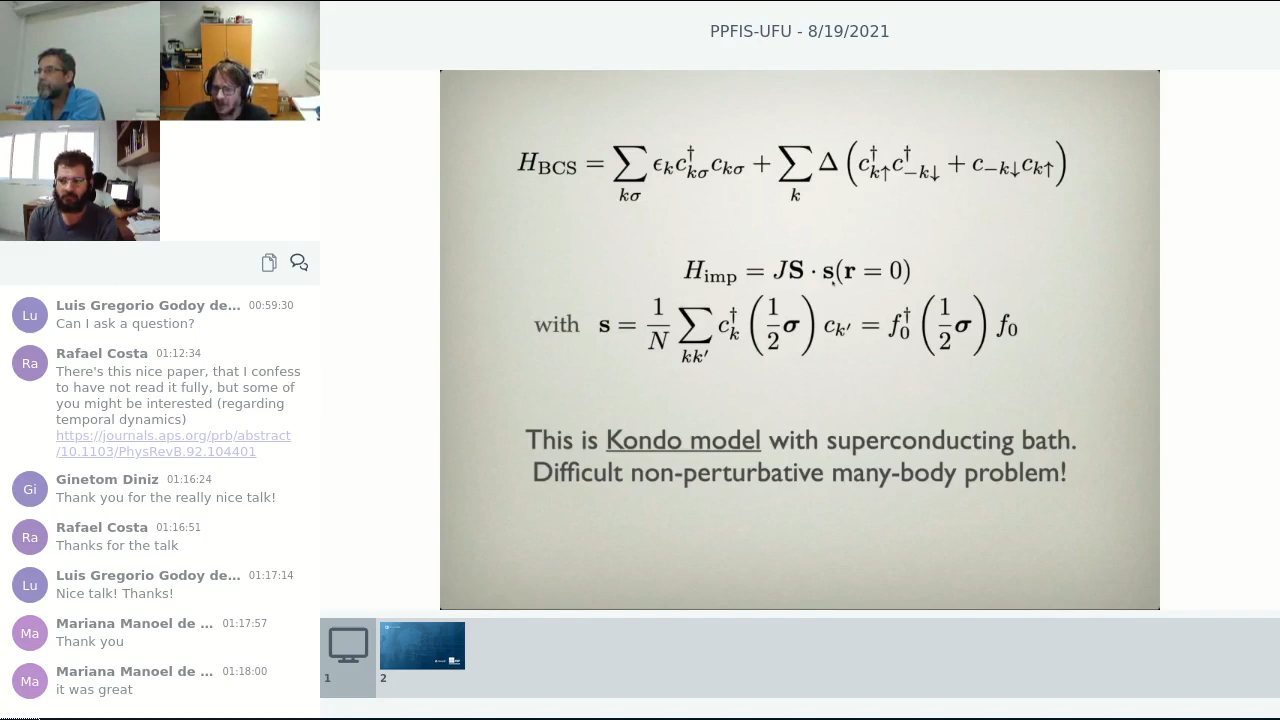 PPFIS-UFU - 8/19/2021
Lu
Luis Gregorio Godoy de... 00:59:30
Can I ask a question?
Ra
Rafael Costa 01:12:34
There's this nice paper, that I confess
to have not read it fully, but some of
you might be interested (regarding
temporal dynamics)
https://journals.aps.org/prb/abstract
/10.1103/PhysRevB.92.104401
Gi
Ginetom Diniz 01:16:24
Thank you for the really nice talk!
Ra
Rafael Costa 01:16:51
Thanks for the talk
Lu
Luis Gregorio Godoy de... 01:17:14
Nice talk! Thanks!
Ma
Mariana Manoel de ... 01:17:57
Thank you
Ma
Mariana Manoel de ... 01:18:00
it was great
H_BCS = ∑_{kσ} ϵ_k c†_{kσ} c_{kσ} + ∑_k Δ (c†_{k↑} c†_{−k↓} + c_{−k↓} c_{k↑})
H_imp = J𝐒 · 𝐬(𝐫 = 0)
with 𝐬 = 1/N ∑_{kk′} c†_k (1/2 𝝈) c_{k′} = f†_0 (1/2 𝝈) f_0
This is Kondo model with superconducting bath.
Difficult non-perturbative many-body problem!
1
2